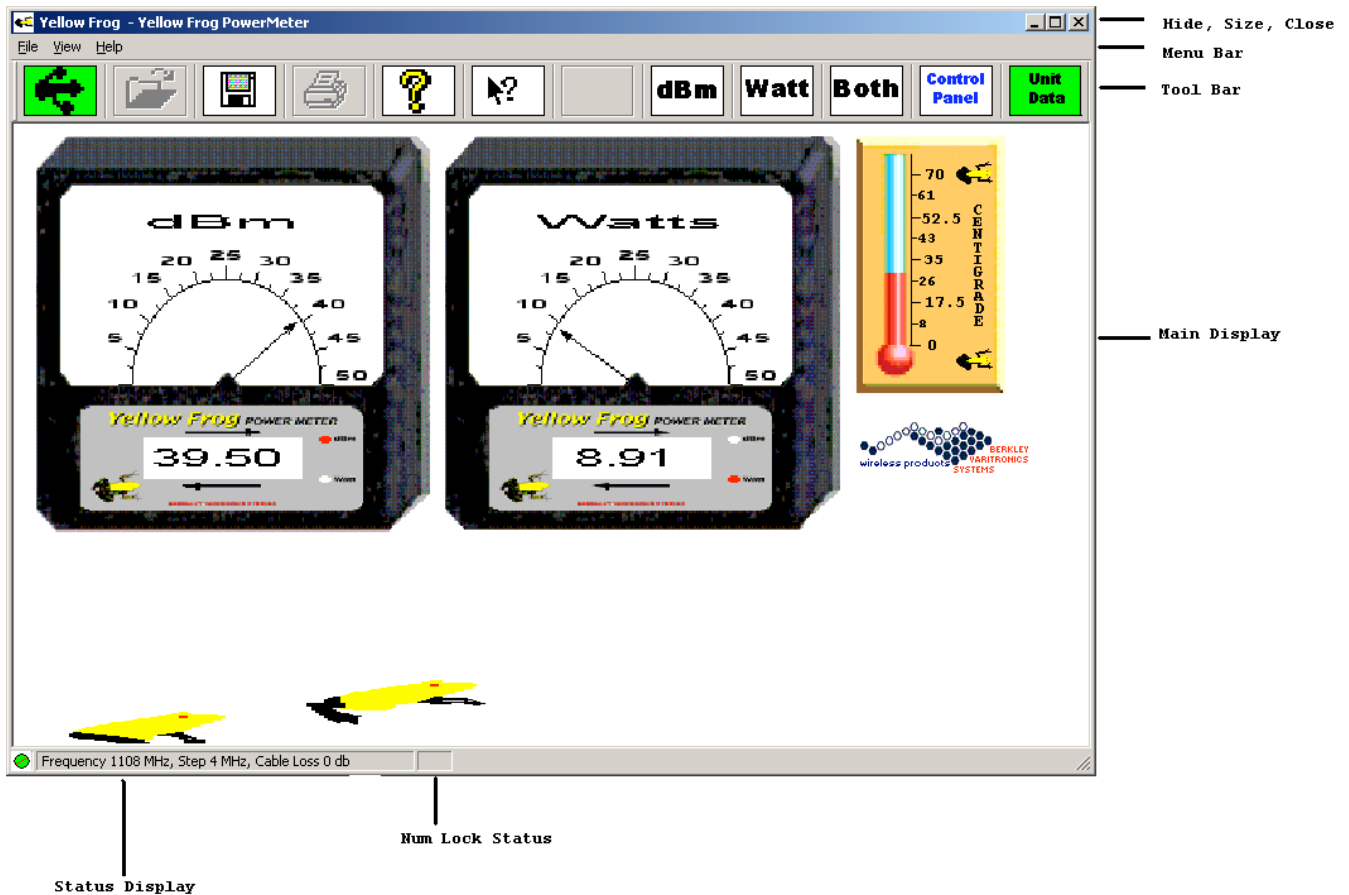 Yellow Frog - Yellow Frog PowerMeter
Hide, Size, Close
File View Help
Menu Bar
dBm
Watt
Both
Control
Panel
Unit
Data
Tool Bar
dBm
5
10
15
20
25
30
35
40
45
50
Yellow Frog POWER METER
39.50
dBm
Watt
Watts
5
10
15
20
25
30
35
40
45
50
Yellow Frog POWER METER
8.91
dBm
Watt
70
61
52.5
43
35
26
17.5
8
0
CENTIGRADE
Main Display
wireless products
BERKLEY
VARITRONICS
SYSTEMS
Frequency 1108 MHz, Step 4 MHz, Cable Loss 0 db
Num Lock Status
Status Display